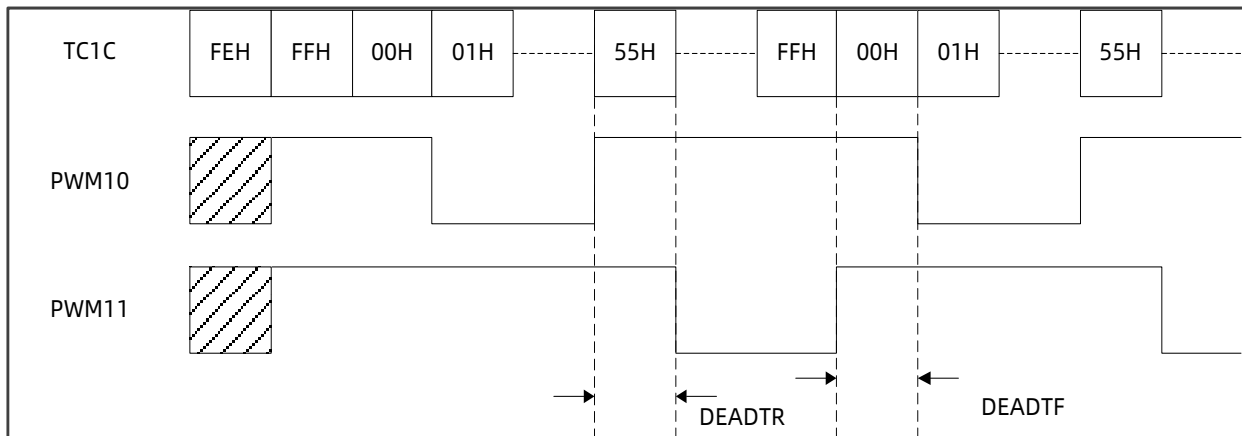 TC1C FEH FFH 00H 01H 55H FFH 00H 01H 55H
PWM10
PWM11
DEADTR
DEADTF